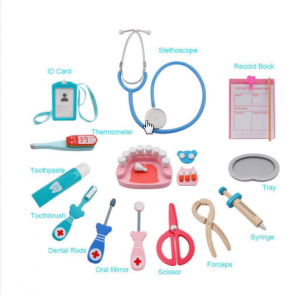 Stethoscope
Record Book
ID Card
Thermometer
Toothpaste
Tray
Toothbrush
Syringe
Dental Rods
Oral Mirror
Scissor
Forceps